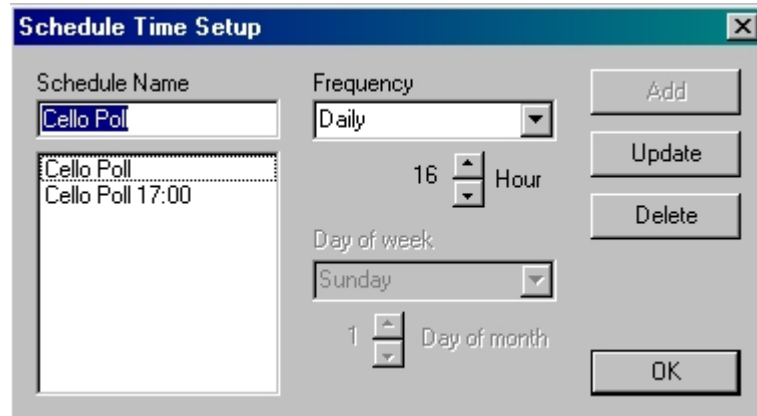 Schedule Time Setup
Schedule Name
Cello Poll
Cello Poll
Cello Poll 17:00
Frequency
Daily
16 Hour
Day of week
Sunday
1 Day of month
Add
Update
Delete
OK